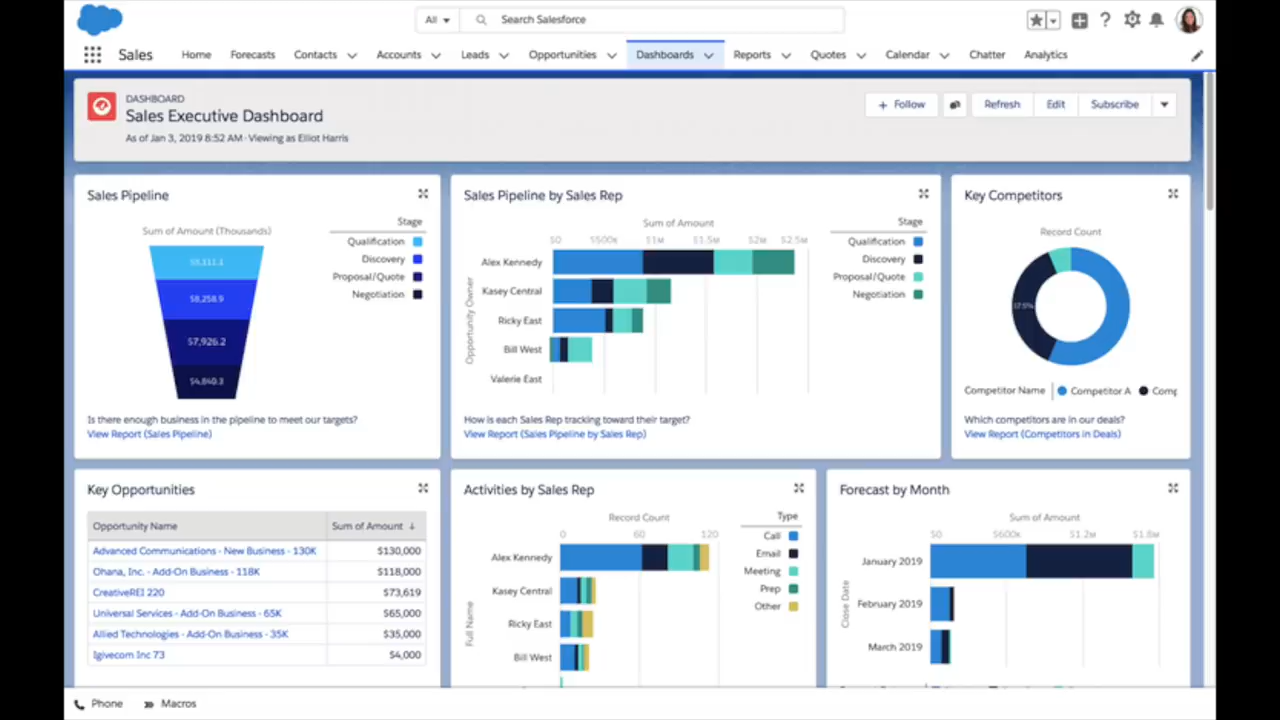 All
Search Salesforce
Sales
Home
Forecasts
Contacts
Accounts
Leads
Opportunities
Dashboards
Reports
Quotes
Calendar
Chatter
Analytics
DASHBOARD
Sales Executive Dashboard
As of Jan 3, 2019 8:52 AM·Viewing as Elliot Harris
+ Follow
Refresh
Edit
Subscribe
Sales Pipeline
Sum of Amount (Thousands)
Stage
Qualification
Discovery
Proposal/Quote
Negotiation
$8,258.9
$7,926.2
$4,840.3
Is there enough business in the pipeline to meet our targets?
View Report (Sales Pipeline)
Sales Pipeline by Sales Rep
Sum of Amount
$0 $500K $1M $1.5M $2M $2.5M
Opportunity Owner
Alex Kennedy
Kasey Central
Ricky East
Bill West
Valerie East
Stage
Qualification
Discovery
Proposal/Quote
Negotiation
How is each Sales Rep tracking toward their target?
View Report (Sales Pipeline by Sales Rep)
Key Competitors
Record Count
Competitor Name
Competitor A
Comp
Which competitors are in our deals?
View Report (Competitors in Deals)
Key Opportunities
Opportunity Name Sum of Amount ↓
Advanced Communications - New Business - 130K $130,000
Ohana, Inc. - Add-On Business - 118K $118,000
CreativeREI 220 $73,619
Universal Services - Add-On Business - 65K $65,000
Allied Technologies - Add-On Business - 35K $35,000
Igivecom Inc 73 $4,000
Activities by Sales Rep
Record Count
0 60 120
Full Name
Alex Kennedy
Kasey Central
Ricky East
Bill West
Type
Call
Email
Meeting
Prep
Other
Forecast by Month
Sum of Amount
$0 $600K $1.2M $1.8M
Close Date
January 2019
February 2019
March 2019
Phone
Macros